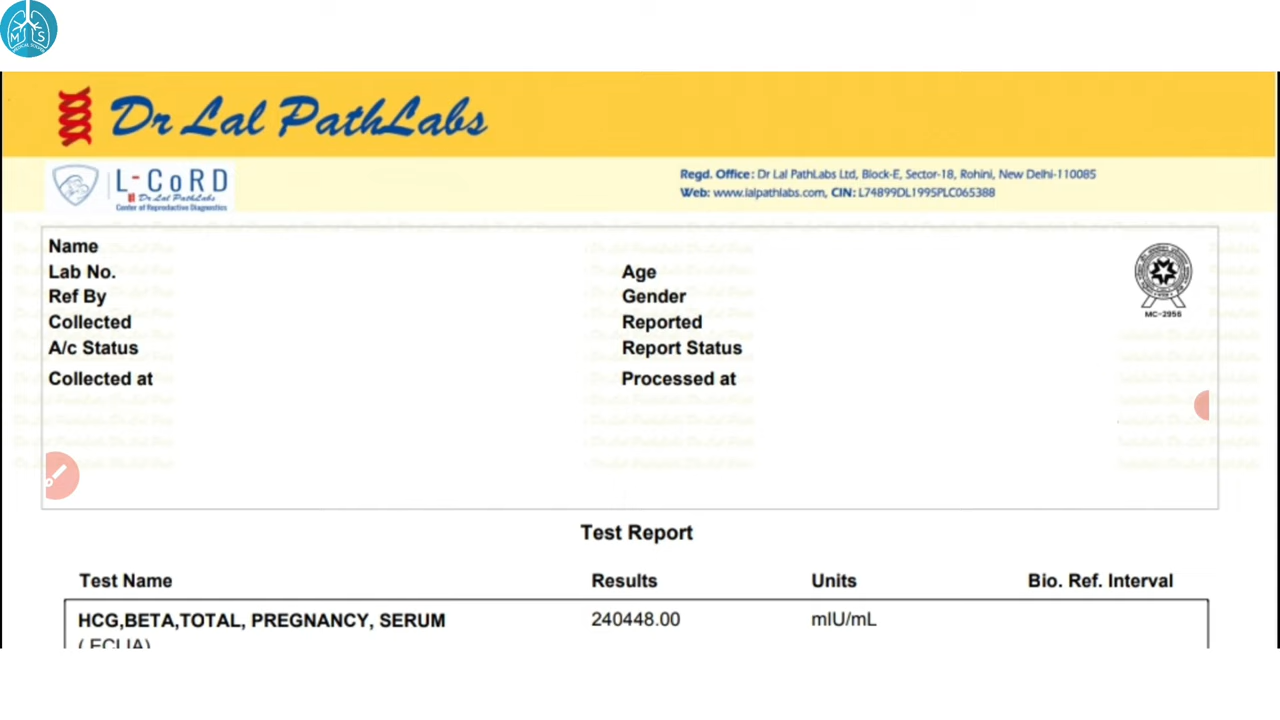 M S
MEDICAL SUTRAS
Dr Lal PathLabs
L-CoRD
Dr Lal PathLabs
Center of Reproductive Diagnostics
Regd. Office: Dr Lal PathLabs Ltd, Block-E, Sector-18, Rohini, New Delhi-110085
Web: www.lalpathlabs.com, CIN: L74899DL1995PLC065388
Name
Lab No.
Age
Ref By
Gender
Collected
Reported
A/c Status
Report Status
Collected at
Processed at
MC-2956
Test Report
Test Name Results Units Bio. Ref. Interval
HCG,BETA,TOTAL, PREGNANCY, SERUM 240448.00 mIU/mL
( ECLIA)